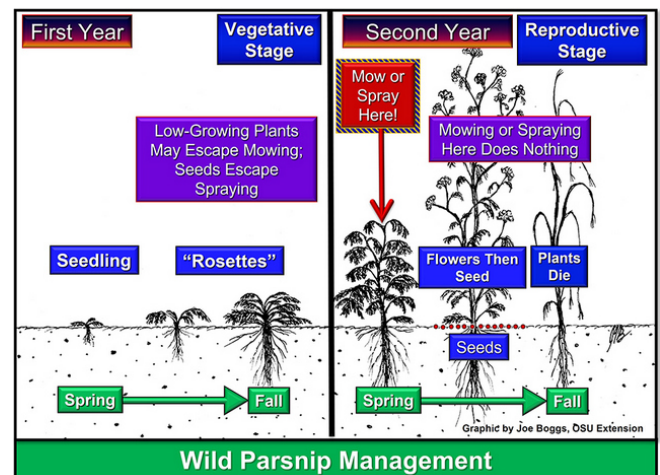 First Year
Vegetative
Stage
Second Year
Reproductive
Stage
Mow or
Spray
Here!
Low-Growing Plants
May Escape Mowing;
Seeds Escape
Spraying
Mowing or Spraying
Here Does Nothing
Seedling
“Rosettes”
Flowers Then
Seed
Plants
Die
Seeds
Spring
Fall
Spring
Fall
Graphic by Joe Boggs, OSU Extension
Wild Parsnip Management